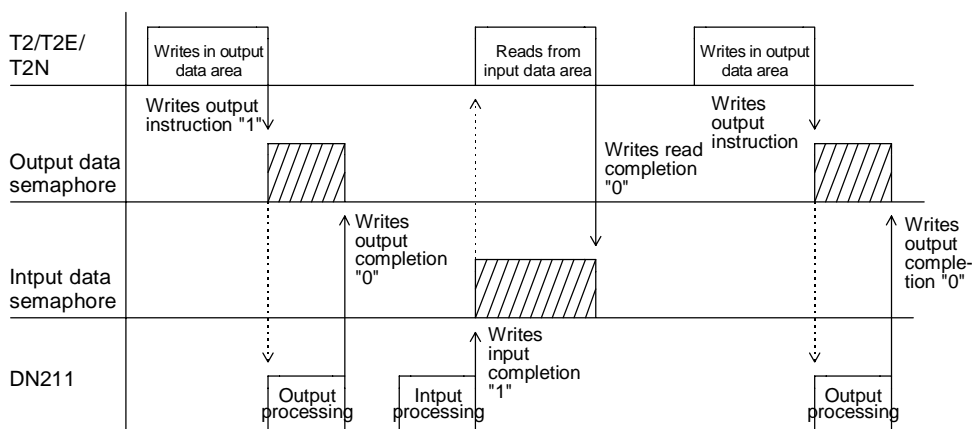 T2/T2E/
T2N
Writes in output
data area
Reads from
input data area
Writes in output
data area
Writes output
instruction "1"
Writes
output
instruction
Output data
semaphore
Writes read
completion
"0"
Writes
output
completion
"0"
Writes
output
comple-
tion "0"
Intput data
semaphore
Writes
input
completion
"1"
DN211
Output
processing
Intput
processing
Output
processing